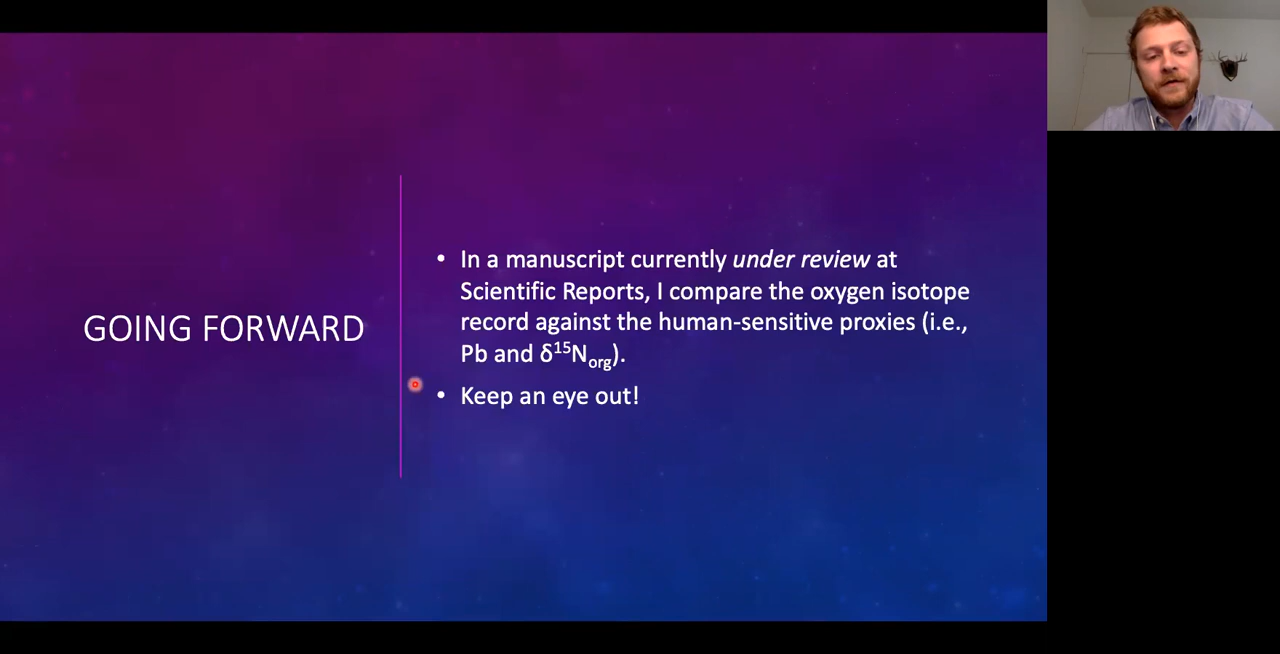 GOING FORWARD
• In a manuscript currently under review at
Scientific Reports, I compare the oxygen isotope
record against the human-sensitive proxies (i.e.,
Pb and δ¹⁵Norg).
• Keep an eye out!